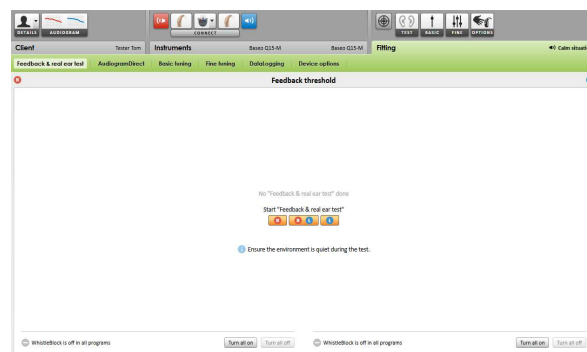 DETAILS AUDIOGRAM CONNECT TEST BASIC FINE OPTIONS
Client Tester Tom Instruments Baseo Q15-M Baseo Q15-M Fitting Calm situati
Feedback & real ear test AudiogramDirect Basic tuning Fine tuning DataLogging Device options
R Feedback threshold
No "Feedback & real ear test" done
Start "Feedback & real ear test"
R R L L
Ensure the environment is quiet during the test.
WhistleBlock is off in all programs Turn all on Turn all off WhistleBlock is off in all programs Turn all on Turn all off